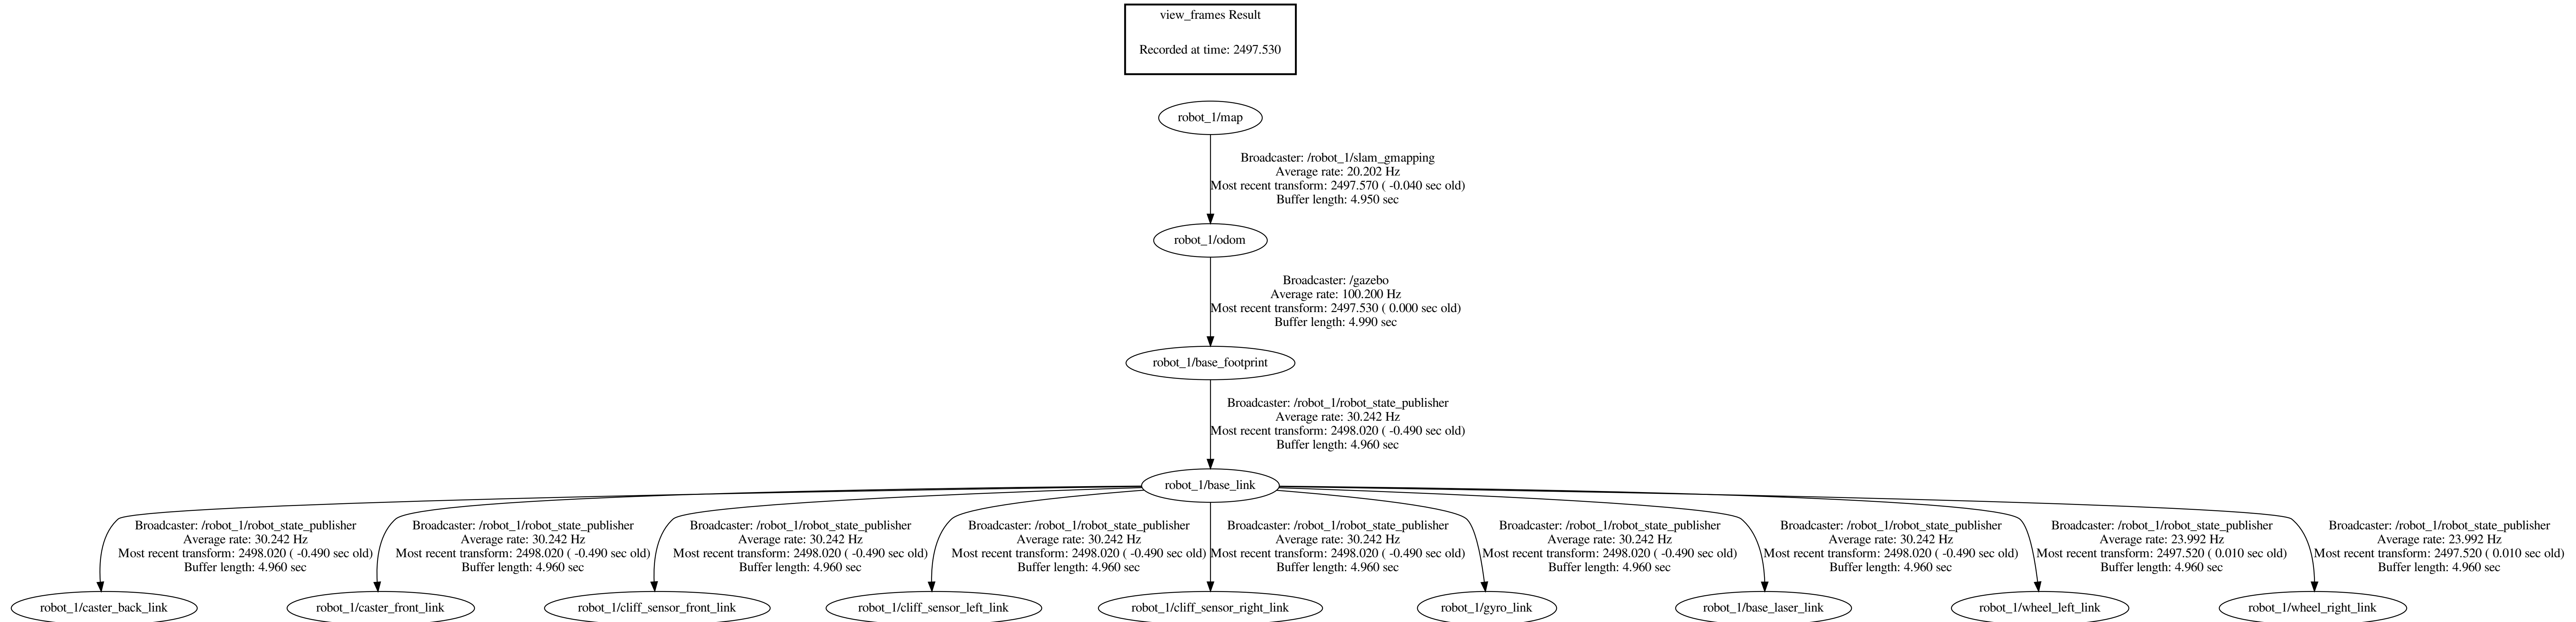 view_frames Result
Recorded at time: 2497.530
robot_1/map
Broadcaster: /robot_1/slam_gmapping
Average rate: 20.202 Hz
Most recent transform: 2497.570 ( -0.040 sec old)
Buffer length: 4.950 sec
robot_1/odom
Broadcaster: /gazebo
Average rate: 100.200 Hz
Most recent transform: 2497.530 ( 0.000 sec old)
Buffer length: 4.990 sec
robot_1/base_footprint
Broadcaster: /robot_1/robot_state_publisher
Average rate: 30.242 Hz
Most recent transform: 2498.020 ( -0.490 sec old)
Buffer length: 4.960 sec
robot_1/base_link
Broadcaster: /robot_1/robot_state_publisher
Average rate: 30.242 Hz
Most recent transform: 2498.020 ( -0.490 sec old)
Buffer length: 4.960 sec
Broadcaster: /robot_1/robot_state_publisher
Average rate: 30.242 Hz
Most recent transform: 2498.020 ( -0.490 sec old)
Buffer length: 4.960 sec
Broadcaster: /robot_1/robot_state_publisher
Average rate: 30.242 Hz
Most recent transform: 2498.020 ( -0.490 sec old)
Buffer length: 4.960 sec
Broadcaster: /robot_1/robot_state_publisher
Average rate: 30.242 Hz
Most recent transform: 2498.020 ( -0.490 sec old)
Buffer length: 4.960 sec
Broadcaster: /robot_1/robot_state_publisher
Average rate: 30.242 Hz
Most recent transform: 2498.020 ( -0.490 sec old)
Buffer length: 4.960 sec
Broadcaster: /robot_1/robot_state_publisher
Average rate: 30.242 Hz
Most recent transform: 2498.020 ( -0.490 sec old)
Buffer length: 4.960 sec
Broadcaster: /robot_1/robot_state_publisher
Average rate: 30.242 Hz
Most recent transform: 2498.020 ( -0.490 sec old)
Buffer length: 4.960 sec
Broadcaster: /robot_1/robot_state_publisher
Average rate: 23.992 Hz
Most recent transform: 2497.520 ( 0.010 sec old)
Buffer length: 4.960 sec
Broadcaster: /robot_1/robot_state_publisher
Average rate: 23.992 Hz
Most recent transform: 2497.520 ( 0.010 sec old)
Buffer length: 4.960 sec
robot_1/caster_back_link
robot_1/caster_front_link
robot_1/cliff_sensor_front_link
robot_1/cliff_sensor_left_link
robot_1/cliff_sensor_right_link
robot_1/gyro_link
robot_1/base_laser_link
robot_1/wheel_left_link
robot_1/wheel_right_link